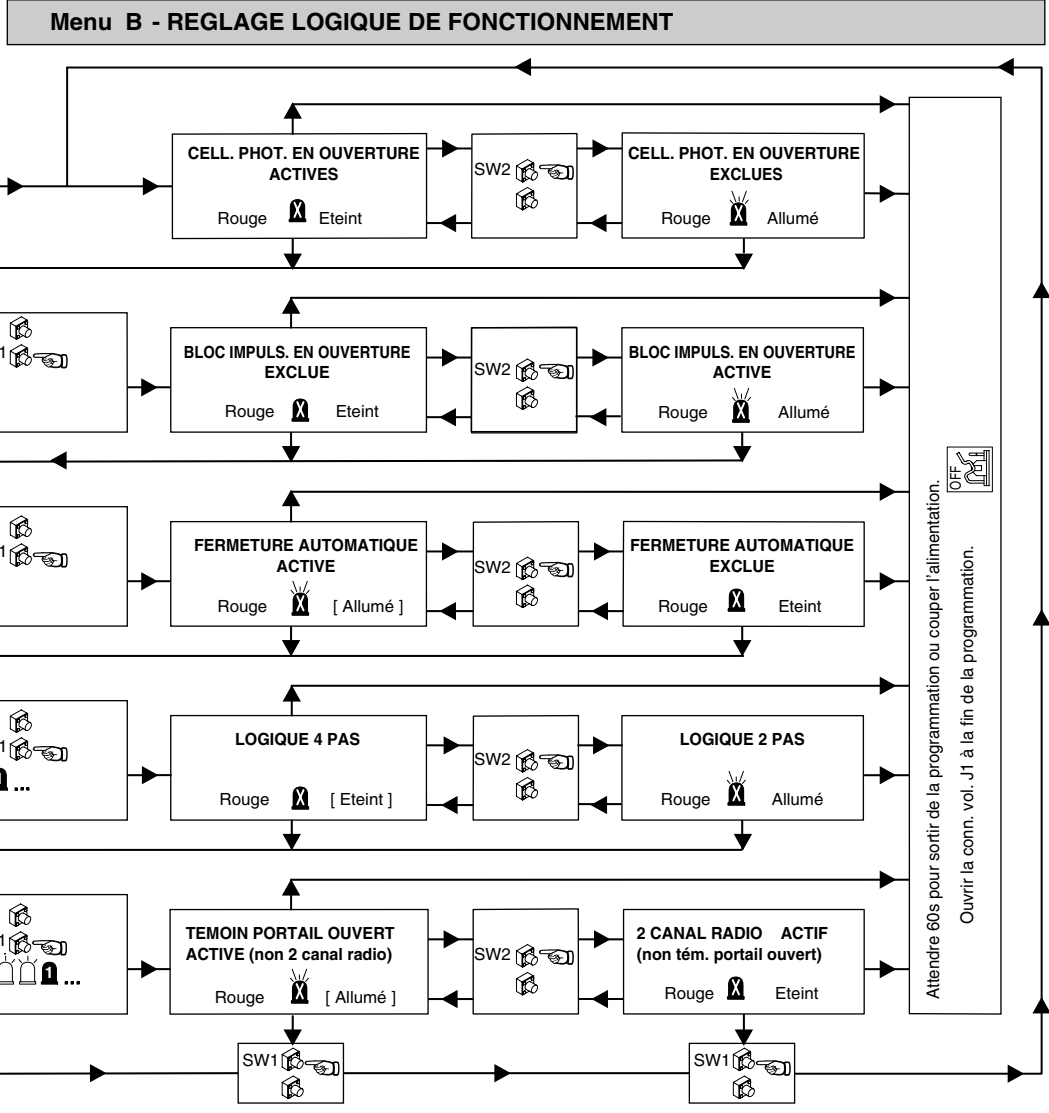 Menu B - REGLAGE LOGIQUE DE FONCTIONNEMENT
CELL. PHOT. EN OUVERTURE
ACTIVES
Rouge X Eteint
SW2
CELL. PHOT. EN OUVERTURE
EXCLUES
Rouge X Allumé
1
BLOC IMPULS. EN OUVERTURE
EXCLUE
Rouge X Eteint
SW2
BLOC IMPULS. EN OUVERTURE
ACTIVE
Rouge X Allumé
1
FERMETURE AUTOMATIQUE
ACTIVE
Rouge X [ Allumé ]
SW2
FERMETURE AUTOMATIQUE
EXCLUE
Rouge X Eteint
1
...
LOGIQUE 4 PAS
Rouge X [ Eteint ]
SW2
LOGIQUE 2 PAS
Rouge X Allumé
1
1 ...
TEMOIN PORTAIL OUVERT
ACTIVE (non 2 canal radio)
Rouge X [ Allumé ]
SW2
2 CANAL RADIO ACTIF
(non tém. portail ouvert)
Rouge X Eteint
SW1
SW1
Attendre 60s pour sortir de la programmation ou couper l'alimentation.
OFF
Ouvrir la conn. vol. J1 à la fin de la programmation.